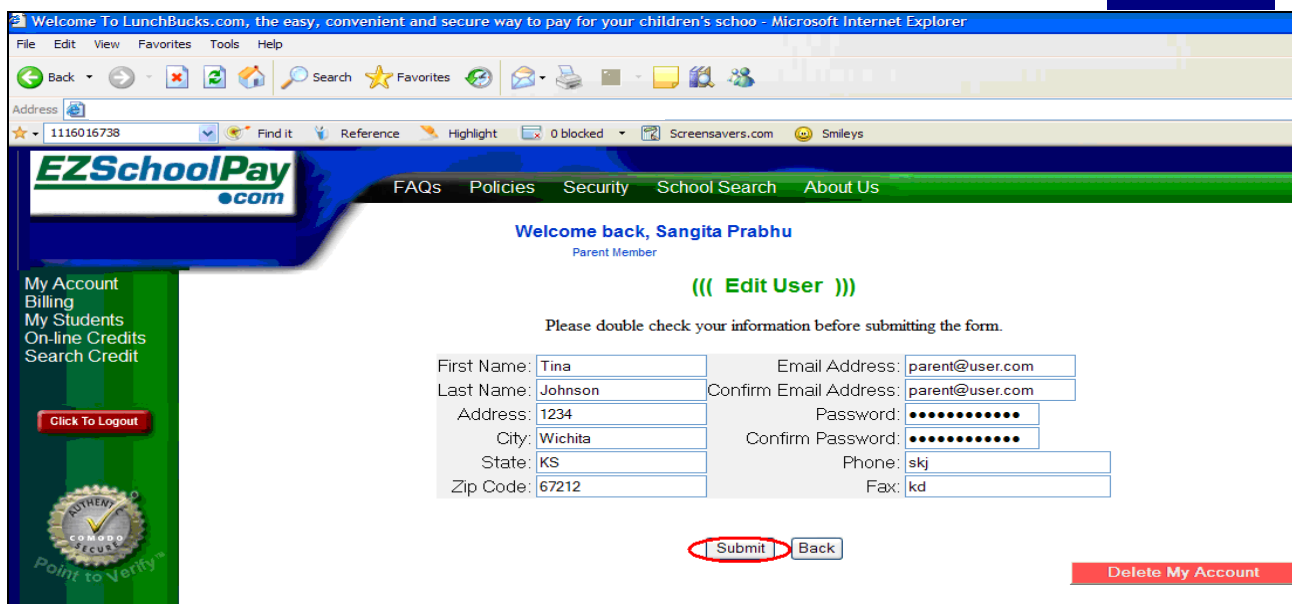 Welcome To LunchBucks.com, the easy, convenient and secure way to pay for your children's schoo - Microsoft Internet Explorer
File Edit View Favorites Tools Help
Back Search Favorites
Address
1116016738 Find it Reference Highlight 0 blocked Screensavers.com Smileys
EZSchoolPay
.com
FAQs Policies Security School Search About Us
Welcome back, Sangita Prabhu
Parent Member
My Account
Billing
My Students
On-line Credits
Search Credit
Click To Logout
AUTHENTIC
COMODO
SECURE
Point to Verify™
((( Edit User )))
Please double check your information before submitting the form.
First Name: Tina Email Address: parent@user.com
Last Name: Johnson Confirm Email Address: parent@user.com
Address: 1234 Password: ●●●●●●●●●●●●
City: Wichita Confirm Password: ●●●●●●●●●●●●
State: KS Phone: skj
Zip Code: 67212 Fax: kd
Submit Back
Delete My Account